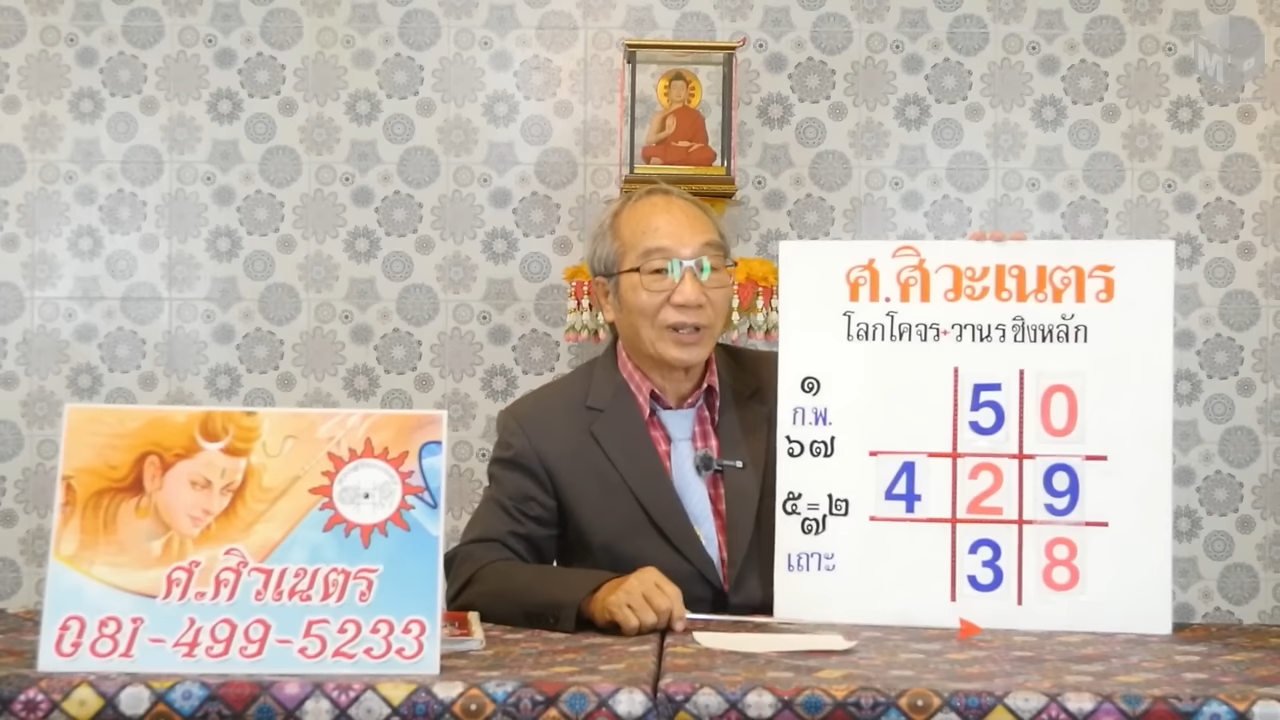 ศ.ศิวะเนตร
โลกโคจร+วานร ชิงหลัก
๑
ก.พ.
๖๗
๕=๒
๗
เถาะ
5 0
4 2 9
3 8
ศ.ศิวเนตร
081-499-5233
M